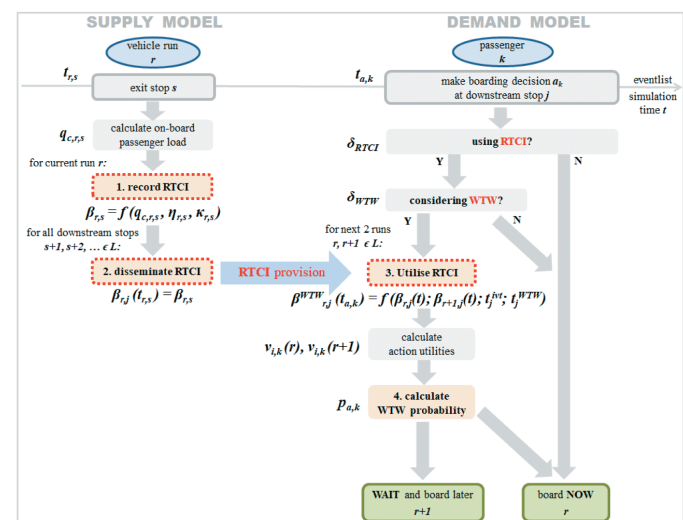 SUPPLY MODEL
DEMAND MODEL
vehicle run
r
passenger
k
t_{r,s}
exit stop s
t_{a,k}
make boarding decision a_k
at downstream stop j
eventlist
simulation
time t
q_{c,r,s}
calculate on-board
passenger load
δ_{RTCI}
using RTCI?
for current run r:
Y
N
1. record RTCI
δ_{WTW}
considering WTW?
β_{r,s} = f(q_{c,r,s}, η_{r,s}, κ_{r,s})
Y
N
for all downstream stops
s+1, s+2, … ϵ L:
for next 2 runs
r, r+1 ϵ L:
2. disseminate RTCI
RTCI provision
3. Utilise RTCI
β_{r,j} (t_{r,s}) = β_{r,s}
β^{WTW}_{r,j} (t_{a,k}) = f(β_{r,j}(t); β_{r+1,j}(t); t_j^{ivt}; t_j^{WTW})
v_{i,k}(r), v_{i,k}(r+1)
calculate
action utilities
p_{a,k}
4. calculate
WTW probability
WAIT and board later
r+1
board NOW
r